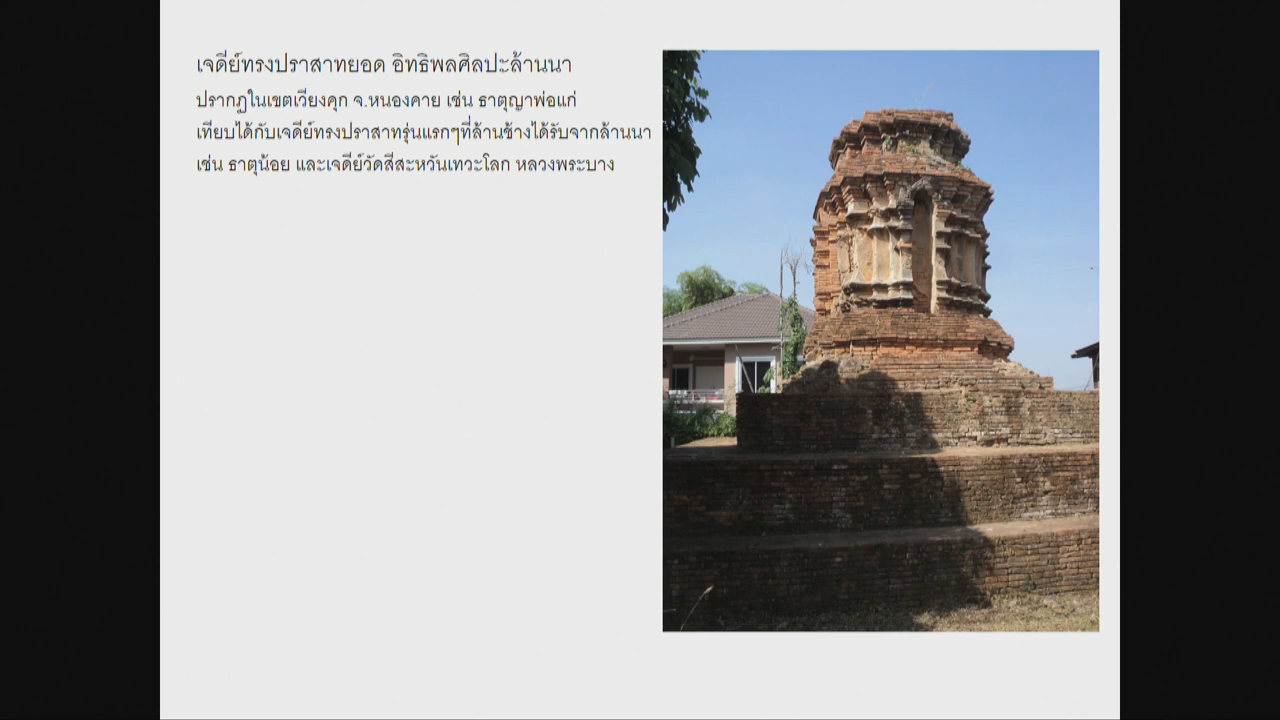 เจดีย์ทรงปราสาทยอด อิทธิพลศิลปะล้านนา
ปรากฏในเขตเวียงคุก จ.หนองคาย เช่น ธาตุญาพ่อแก่
เทียบได้กับเจดีย์ทรงปราสาทรุ่นแรกๆที่ล้านช้างได้รับจากล้านนา
เช่น ธาตุน้อย และเจดีย์วัดสีสะหวันเทวะโลก หลวงพระบาง